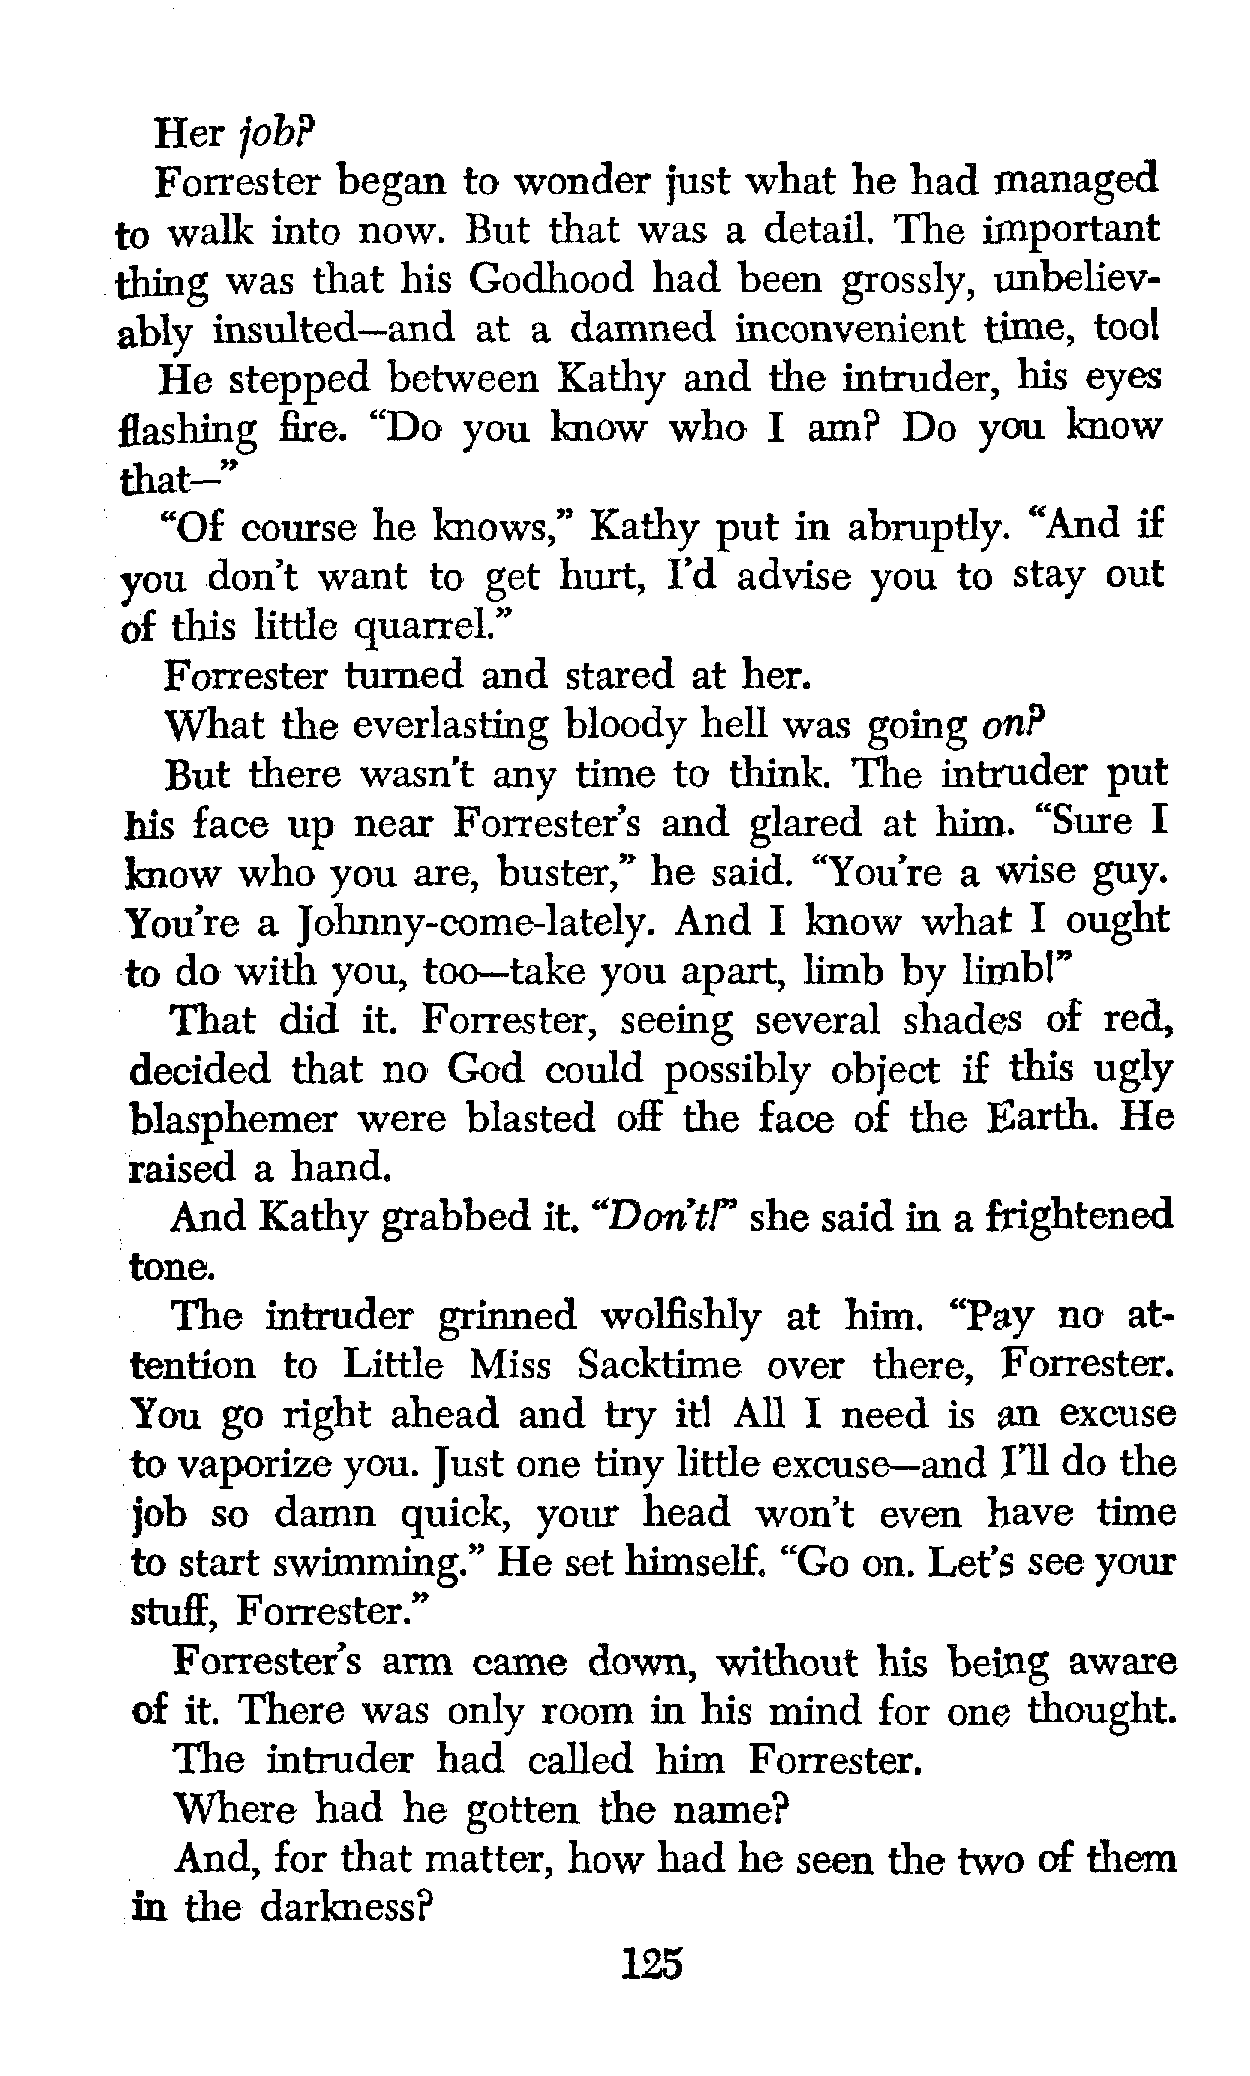 Her job?
Forrester began to wonder just what he had managed
to walk into now. But that was a detail. The important
thing was that his Godhood had been grossly, unbeliev-
ably insulted—and at a damned inconvenient time, too!
He stepped between Kathy and the intruder, his eyes
flashing fire. “Do you know who I am? Do you know
that—”
“Of course he knows,” Kathy put in abruptly. “And if
you don't want to get hurt, I'd advise you to stay out
of this little quarrel.”
Forrester turned and stared at her.
What the everlasting bloody hell was going on?
But there wasn't any time to think. The intruder put
his face up near Forrester's and glared at him. “Sure I
know who you are, buster,” he said. “You're a wise guy.
You're a Johnny-come-lately. And I know what I ought
to do with you, too—take you apart, limb by limb!”
That did it. Forrester, seeing several shades of red,
decided that no God could possibly object if this ugly
blasphemer were blasted off the face of the Earth. He
raised a hand.
And Kathy grabbed it. “Don't!” she said in a frightened
tone.
The intruder grinned wolfishly at him. “Pay no at-
tention to Little Miss Sacktime over there, Forrester.
You go right ahead and try it! All I need is an excuse
to vaporize you. Just one tiny little excuse—and I'll do the
job so damn quick, your head won't even have time
to start swimming.” He set himself. “Go on. Let's see your
stuff, Forrester.”
Forrester's arm came down, without his being aware
of it. There was only room in his mind for one thought.
The intruder had called him Forrester.
Where had he gotten the name?
And, for that matter, how had he seen the two of them
in the darkness?
125